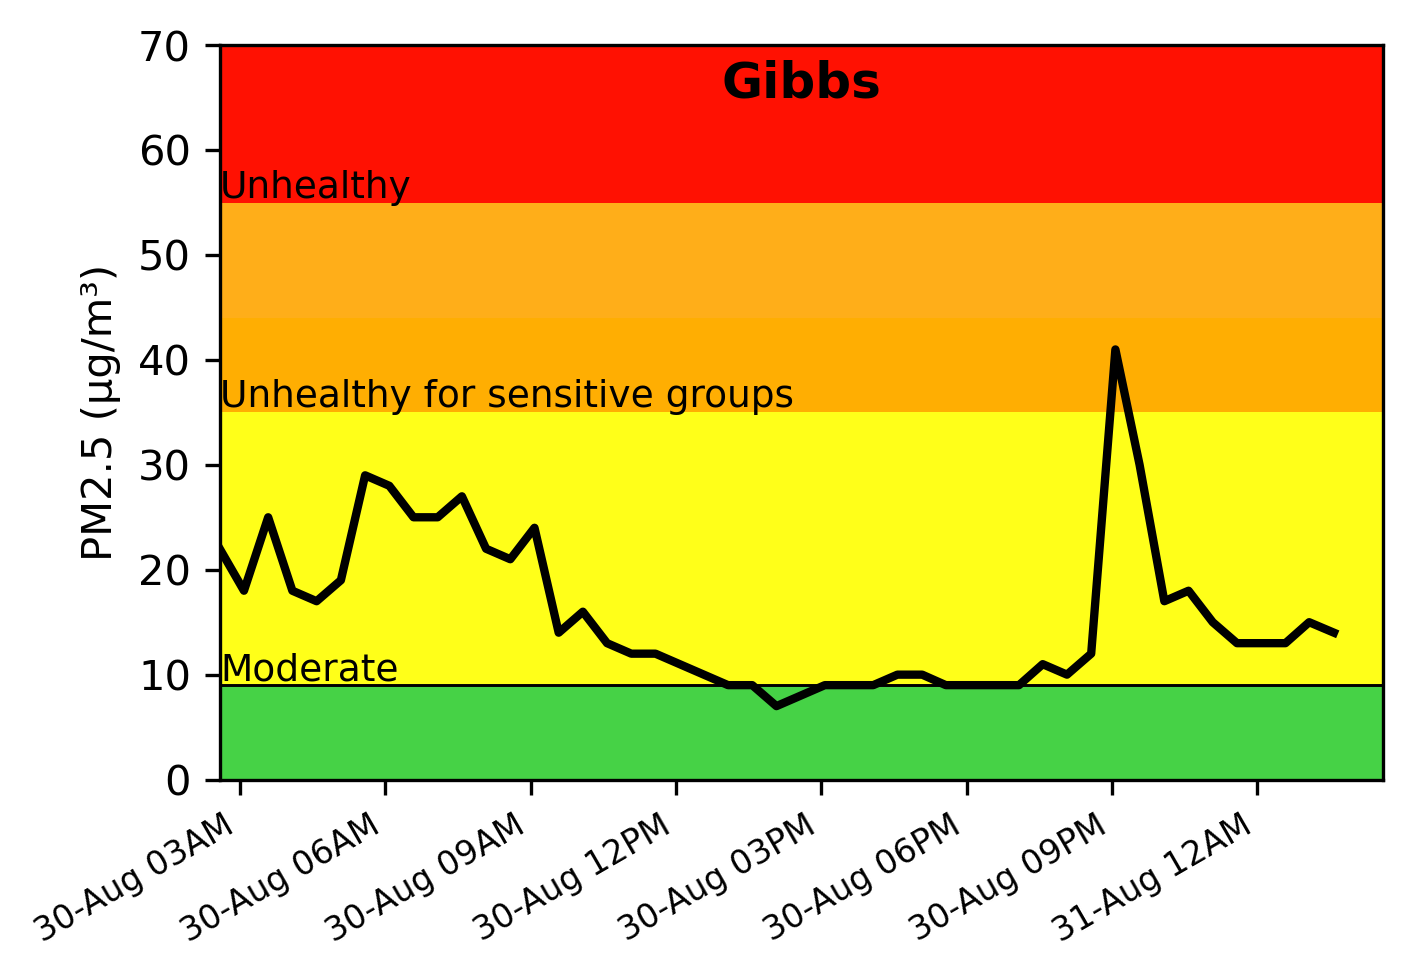 Gibbs
PM2.5 (µg/m³)
70
60
50
40
30
20
10
0
Unhealthy
Unhealthy for sensitive groups
Moderate
30-Aug 03AM
30-Aug 06AM
30-Aug 09AM
30-Aug 12PM
30-Aug 03PM
30-Aug 06PM
30-Aug 09PM
31-Aug 12AM